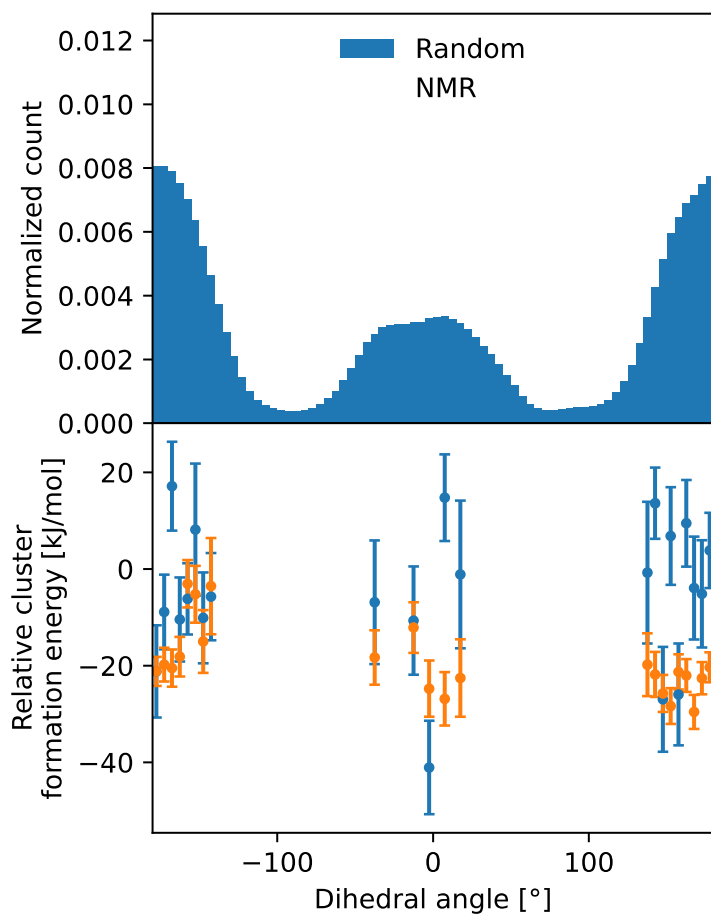 0.012
0.010
0.008
0.006
0.004
0.002
0.000
Normalized count
Random
NMR
20
0
−20
−40
Relative cluster
formation energy [kJ/mol]
−100
0
100
Dihedral angle [°]